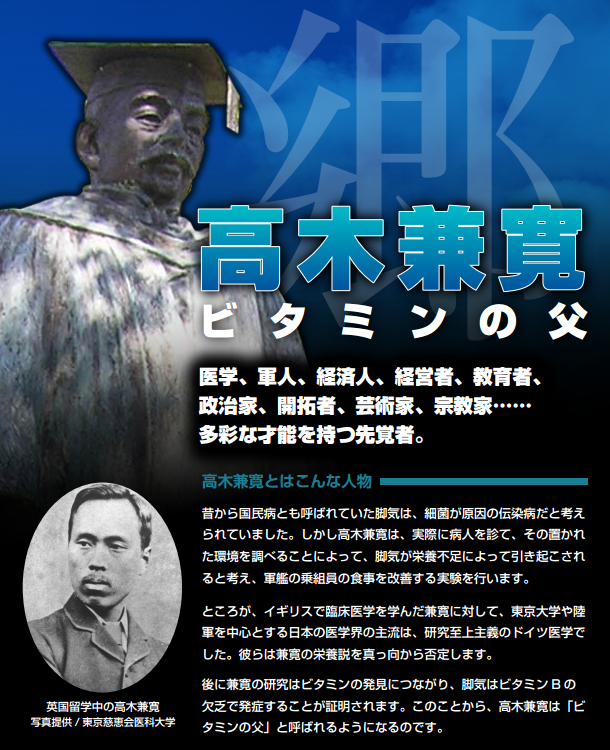 郷
高木兼寛
ビタミンの父
医学、軍人、経済人、経営者、教育者、
政治家、開拓者、芸術家、宗教家……
多彩な才能を持つ先覚者。
高木兼寛とはこんな人物
昔から国民病とも呼ばれていた脚気は、細菌が原因の伝染病だと考え
られていました。しかし高木兼寛は、実際に病人を診て、その置かれ
た環境を調べることによって、脚気が栄養不足によって引き起こされ
ると考え、軍艦の乗組員の食事を改善する実験を行います。
ところが、イギリスで臨床医学を学んだ兼寛に対して、東京大学や陸
軍を中心とする日本の医学界の主流は、研究至上主義のドイツ医学で
した。彼らは兼寛の栄養説を真っ向から否定します。
後に兼寛の研究はビタミンの発見につながり、脚気はビタミンBの
欠乏で発症することが証明されます。このことから、高木兼寛は「ビ
タミンの父」と呼ばれるようになるのです。
英国留学中の高木兼寛
写真提供 / 東京慈恵会医科大学